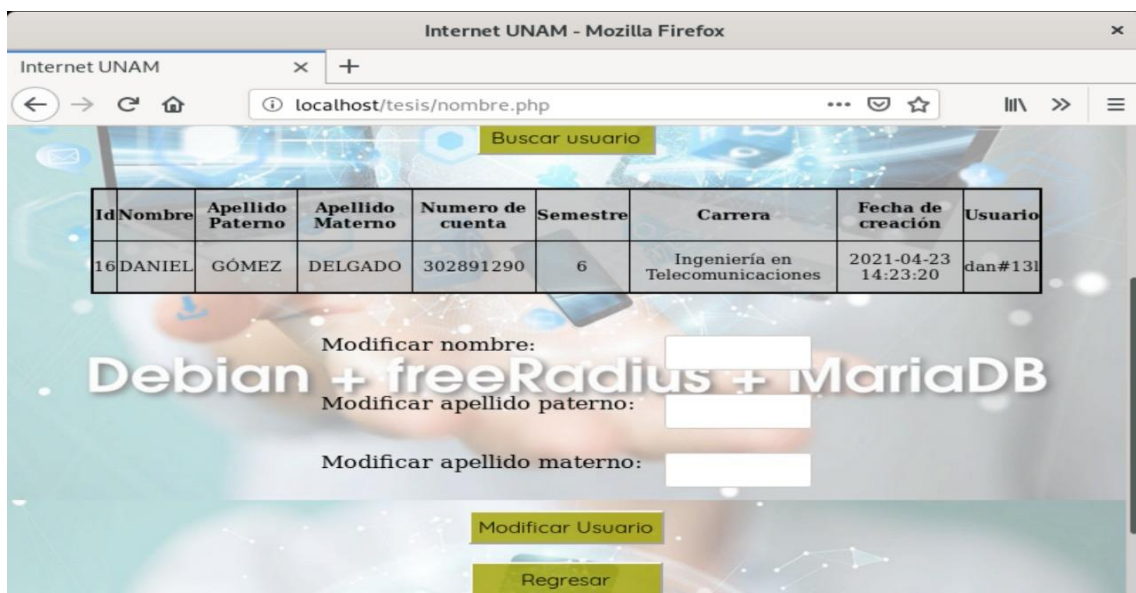 Internet UNAM - Mozilla Firefox
Internet UNAM
localhost/tesis/nombre.php
Buscar usuario
Id Nombre Apellido Paterno Apellido Materno Numero de cuenta Semestre Carrera Fecha de creación Usuario
16 DANIEL GÓMEZ DELGADO 302891290 6 Ingeniería en Telecomunicaciones 2021-04-23 14:23:20 dan#13l
Modificar nombre:
Debian + freeRadius + MariaDB
Modificar apellido paterno:
Modificar apellido materno:
Modificar Usuario
Regresar